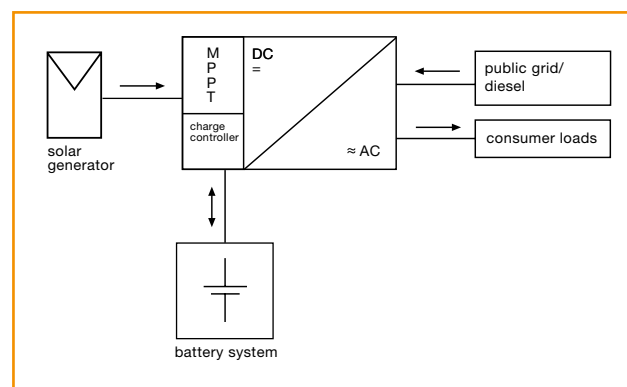 M
P
P
T
DC
=
public grid/
diesel
charge
controller
consumer loads
≈ AC
solar
generator
battery system